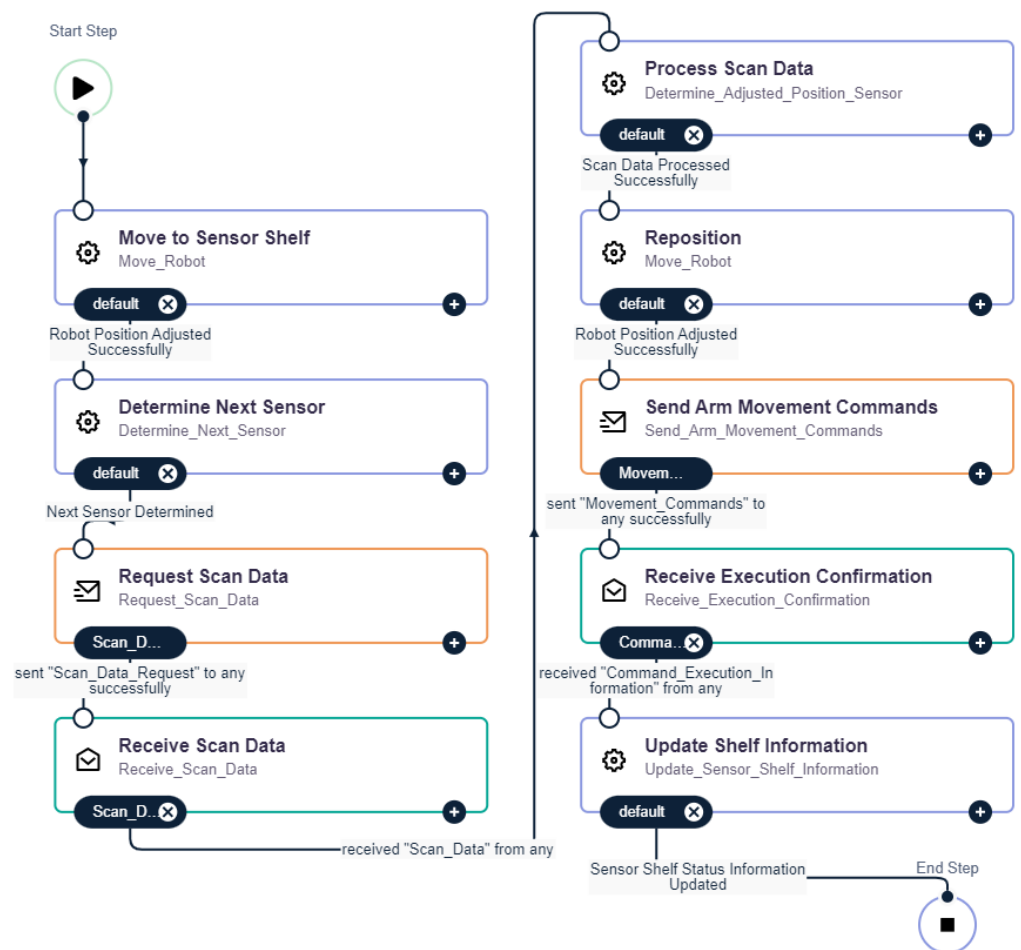 Start Step
Move to Sensor Shelf
Move_Robot
default
Robot Position Adjusted
Successfully
Determine Next Sensor
Determine_Next_Sensor
default
Next Sensor Determined
Request Scan Data
Request_Scan_Data
Scan_D...
sent "Scan_Data_Request" to any
successfully
Receive Scan Data
Receive_Scan_Data
Scan_D...
received "Scan_Data" from any
Process Scan Data
Determine_Adjusted_Position_Sensor
default
Scan Data Processed
Successfully
Reposition
Move_Robot
default
Robot Position Adjusted
Successfully
Send Arm Movement Commands
Send_Arm_Movement_Commands
Movem...
sent "Movement_Commands" to
any successfully
Receive Execution Confirmation
Receive_Execution_Confirmation
Comma...
received "Command_Execution_In
formation" from any
Update Shelf Information
Update_Sensor_Shelf_Information
default
Sensor Shelf Status Information
Updated
End Step